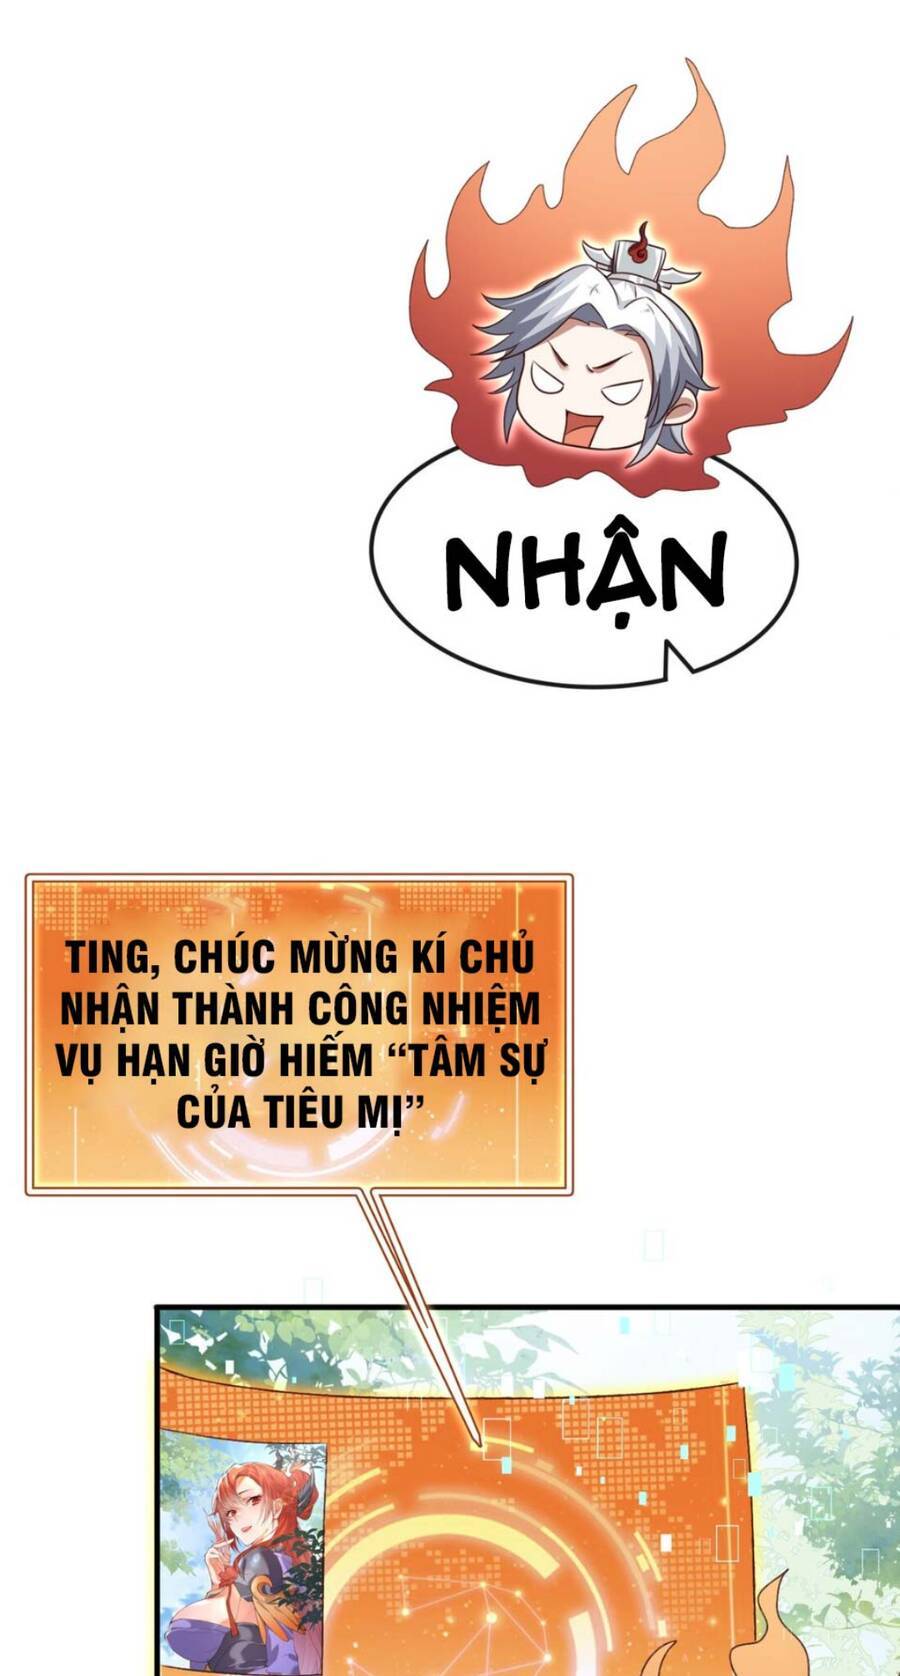 NHẬN
TING, CHÚC MỪNG KÍ CHỦ
NHẬN THÀNH CÔNG NHIỆM
VỤ HẠN GIỜ HIẾM “TÂM SỰ
CỦA TIÊU MỊ”